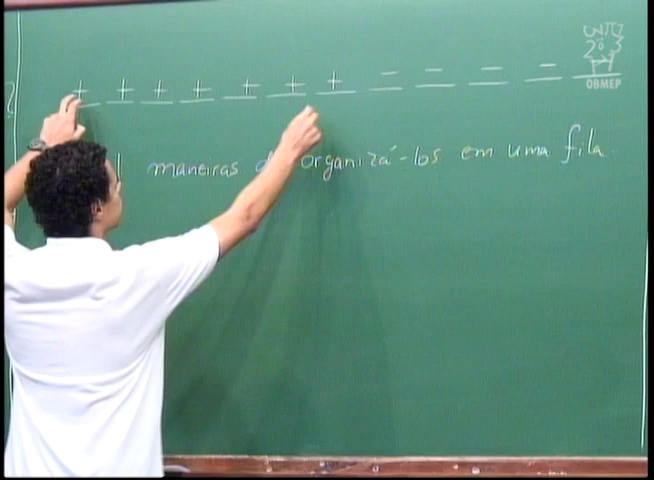 ?
+ + + + + + + - - - -
maneiras organizá-los em uma fila.
OBMEP